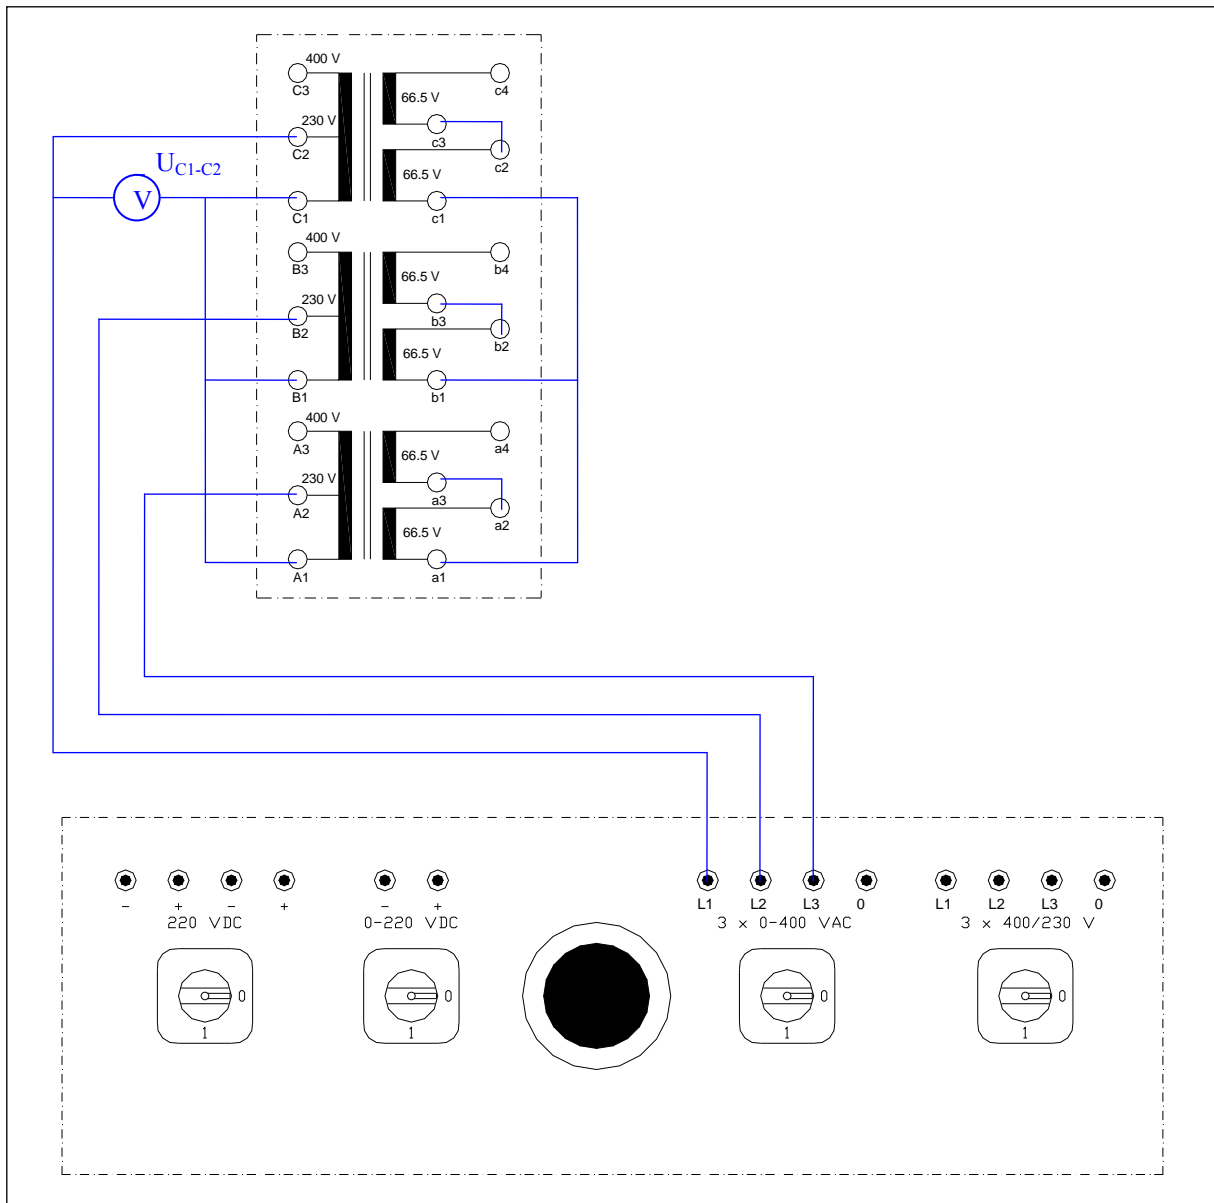 400 V
C3
c4
66.5 V
230 V
c3
C2
c2
U C1-C2
66.5 V
V
C1
c1
400 V
B3
b4
66.5 V
230 V
b3
B2
b2
66.5 V
B1
b1
400 V
A3
a4
66.5 V
230 V
a3
A2
a2
66.5 V
A1
a1
- + - +
220 VDC
- +
0-220 VDC
L1 L2 L3 0
3 x 0-400 VAC
L1 L2 L3 0
3 x 400/230 V
0
1
0
1
0
1
0
1